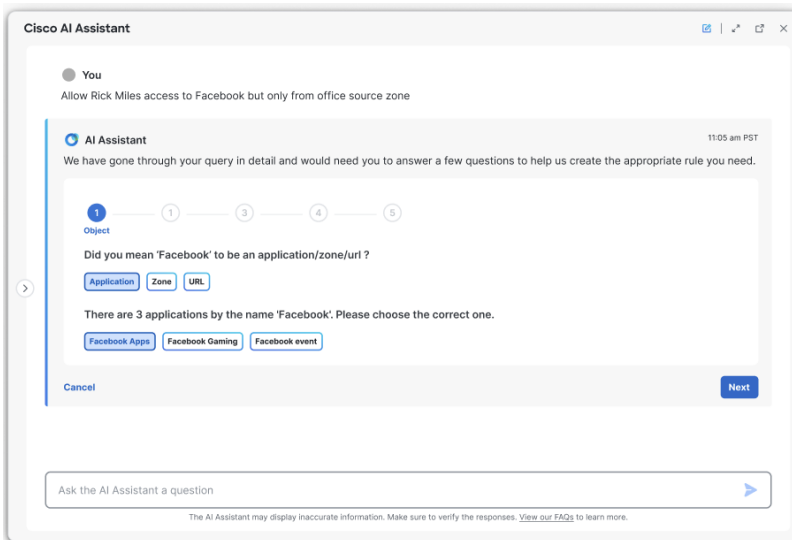 Cisco AI Assistant
You
Allow Rick Miles access to Facebook but only from office source zone
AI Assistant
11:05 am PST
We have gone through your query in detail and would need you to answer a few questions to help us create the appropriate rule you need.
1 1 3 4 5
Object
Did you mean 'Facebook' to be an application/zone/url ?
Application Zone URL
There are 3 applications by the name 'Facebook'. Please choose the correct one.
Facebook Apps Facebook Gaming Facebook event
Cancel Next
Ask the AI Assistant a question
The AI Assistant may display inaccurate information. Make sure to verify the responses. View our FAQs to learn more.